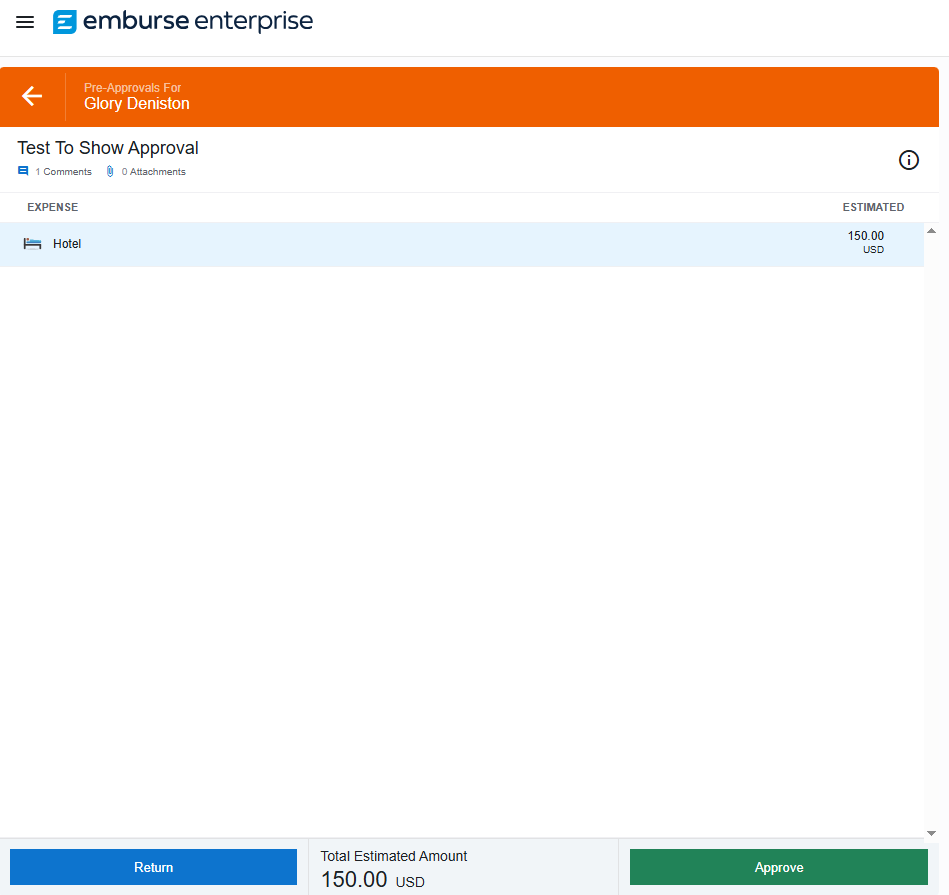 emburse enterprise
Pre-Approvals For
Glory Deniston
Test To Show Approval
1 Comments 0 Attachments
EXPENSE ESTIMATED
Hotel 150.00
USD
Return
Total Estimated Amount
150.00 USD
Approve